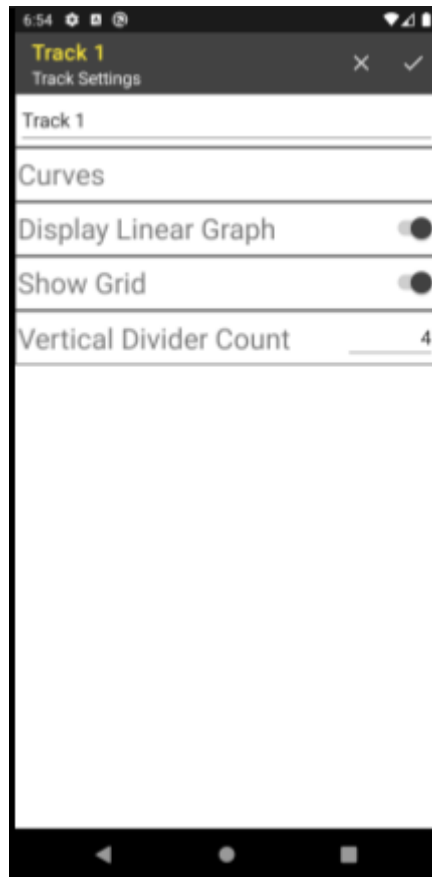 6:54
Track 1
Track Settings
Track 1
Curves
Display Linear Graph
Show Grid
Vertical Divider Count 4